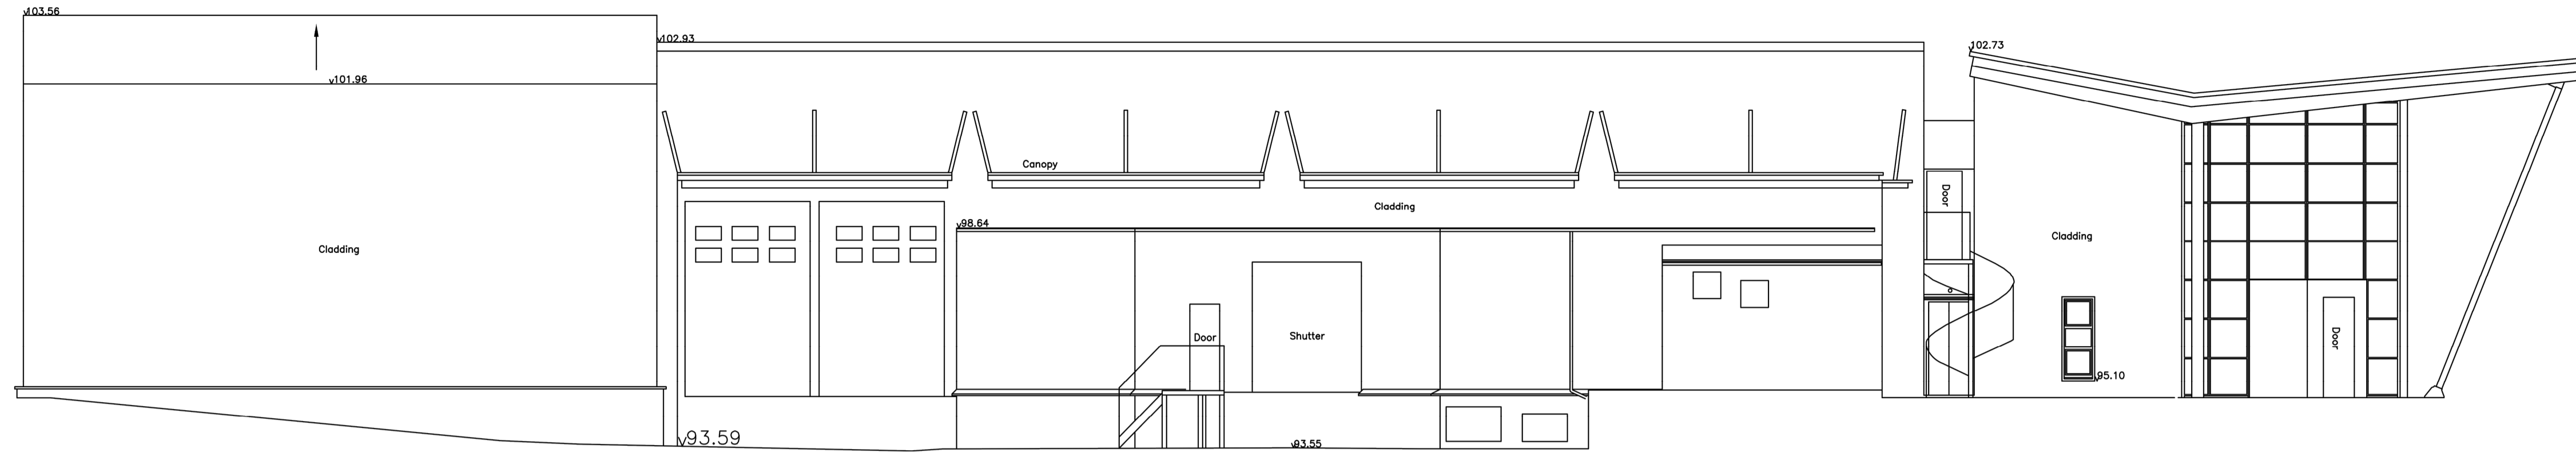 103.56
101.96
Cladding
102.93
Canopy
Cladding
98.64
Door
Shutter
93.59
93.55
102.73
Door
Cladding
95.10
Door